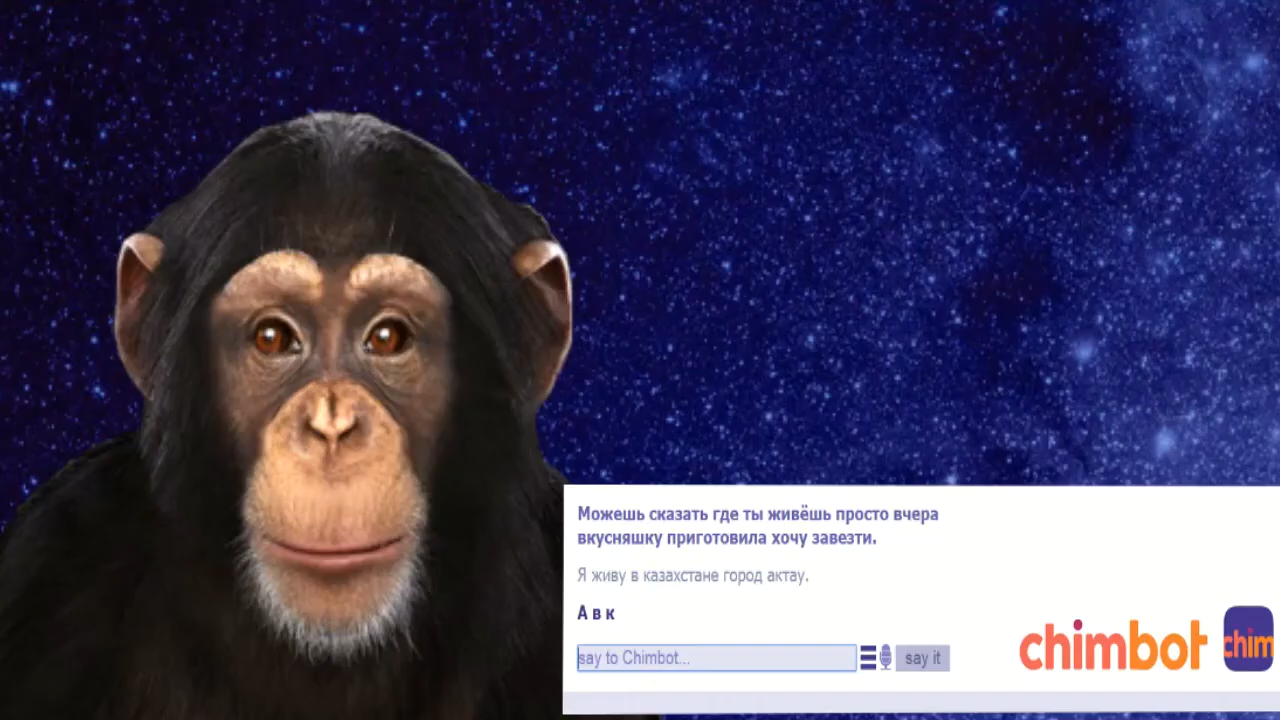 Можешь сказать где ты живёшь просто вчера
вкусняшку приготовила хочу завезти.
Я живу в казахстане город актау.
А в к
say to Chimbot...
say it
chimbot
chim